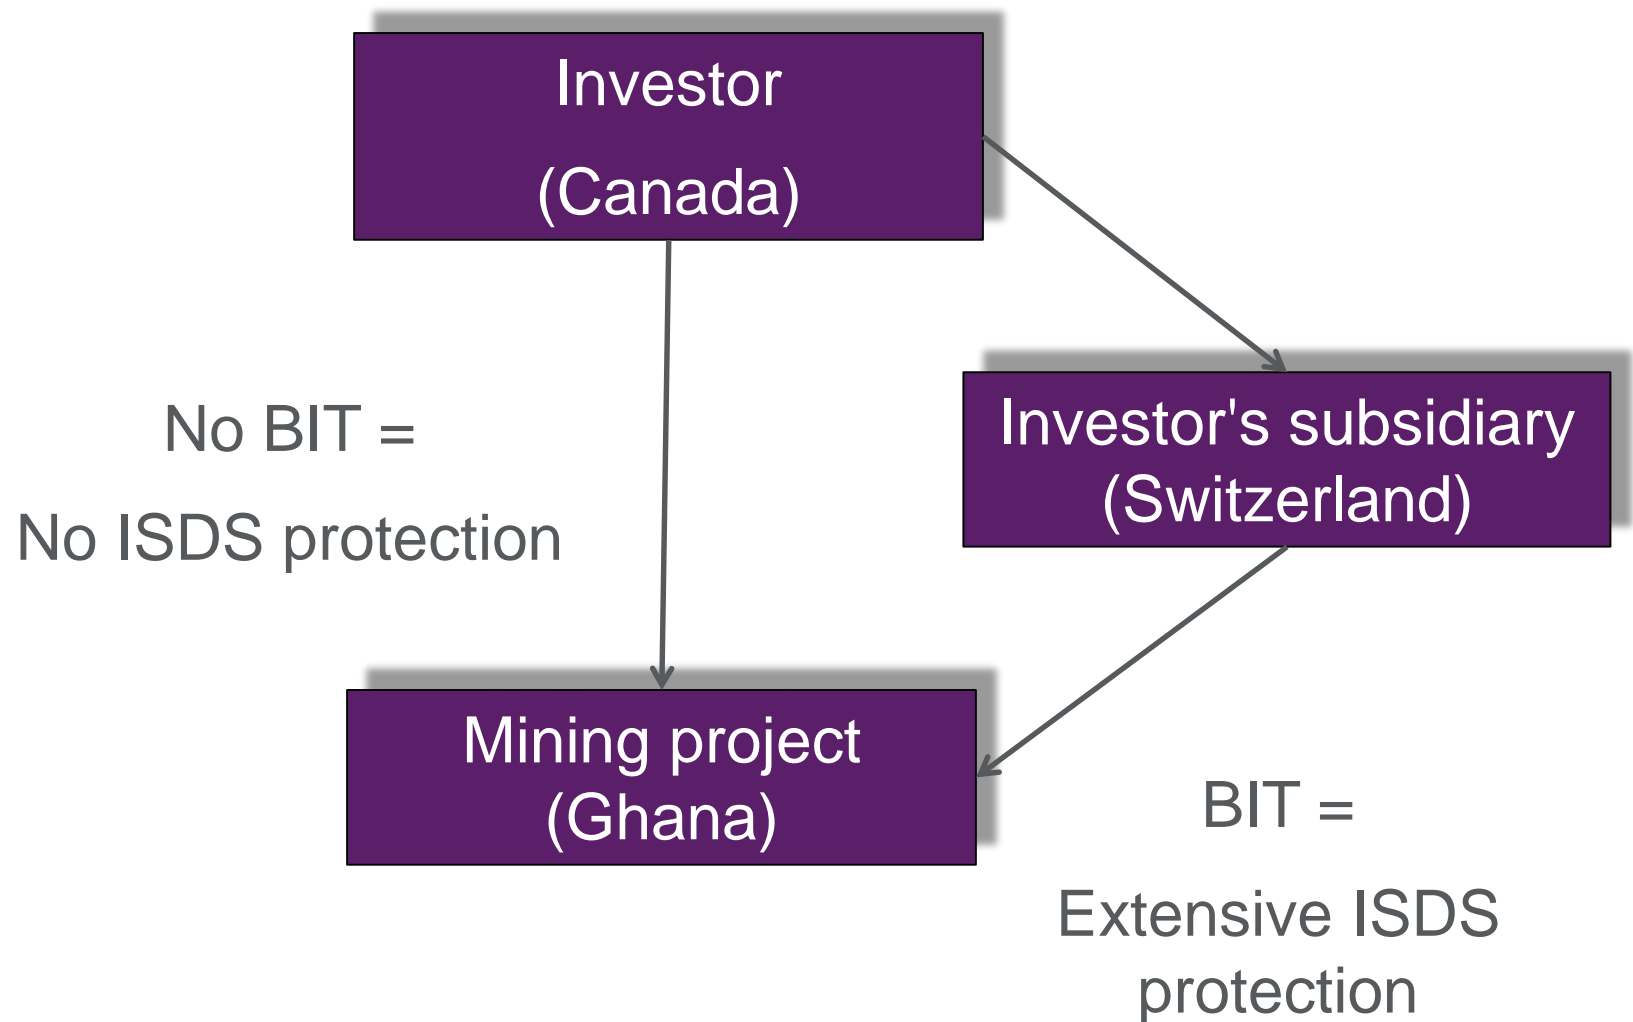 Investor
(Canada)
Investor's subsidiary
(Switzerland)
No BIT =
No ISDS protection
Mining project
(Ghana)
BIT =
Extensive ISDS
protection